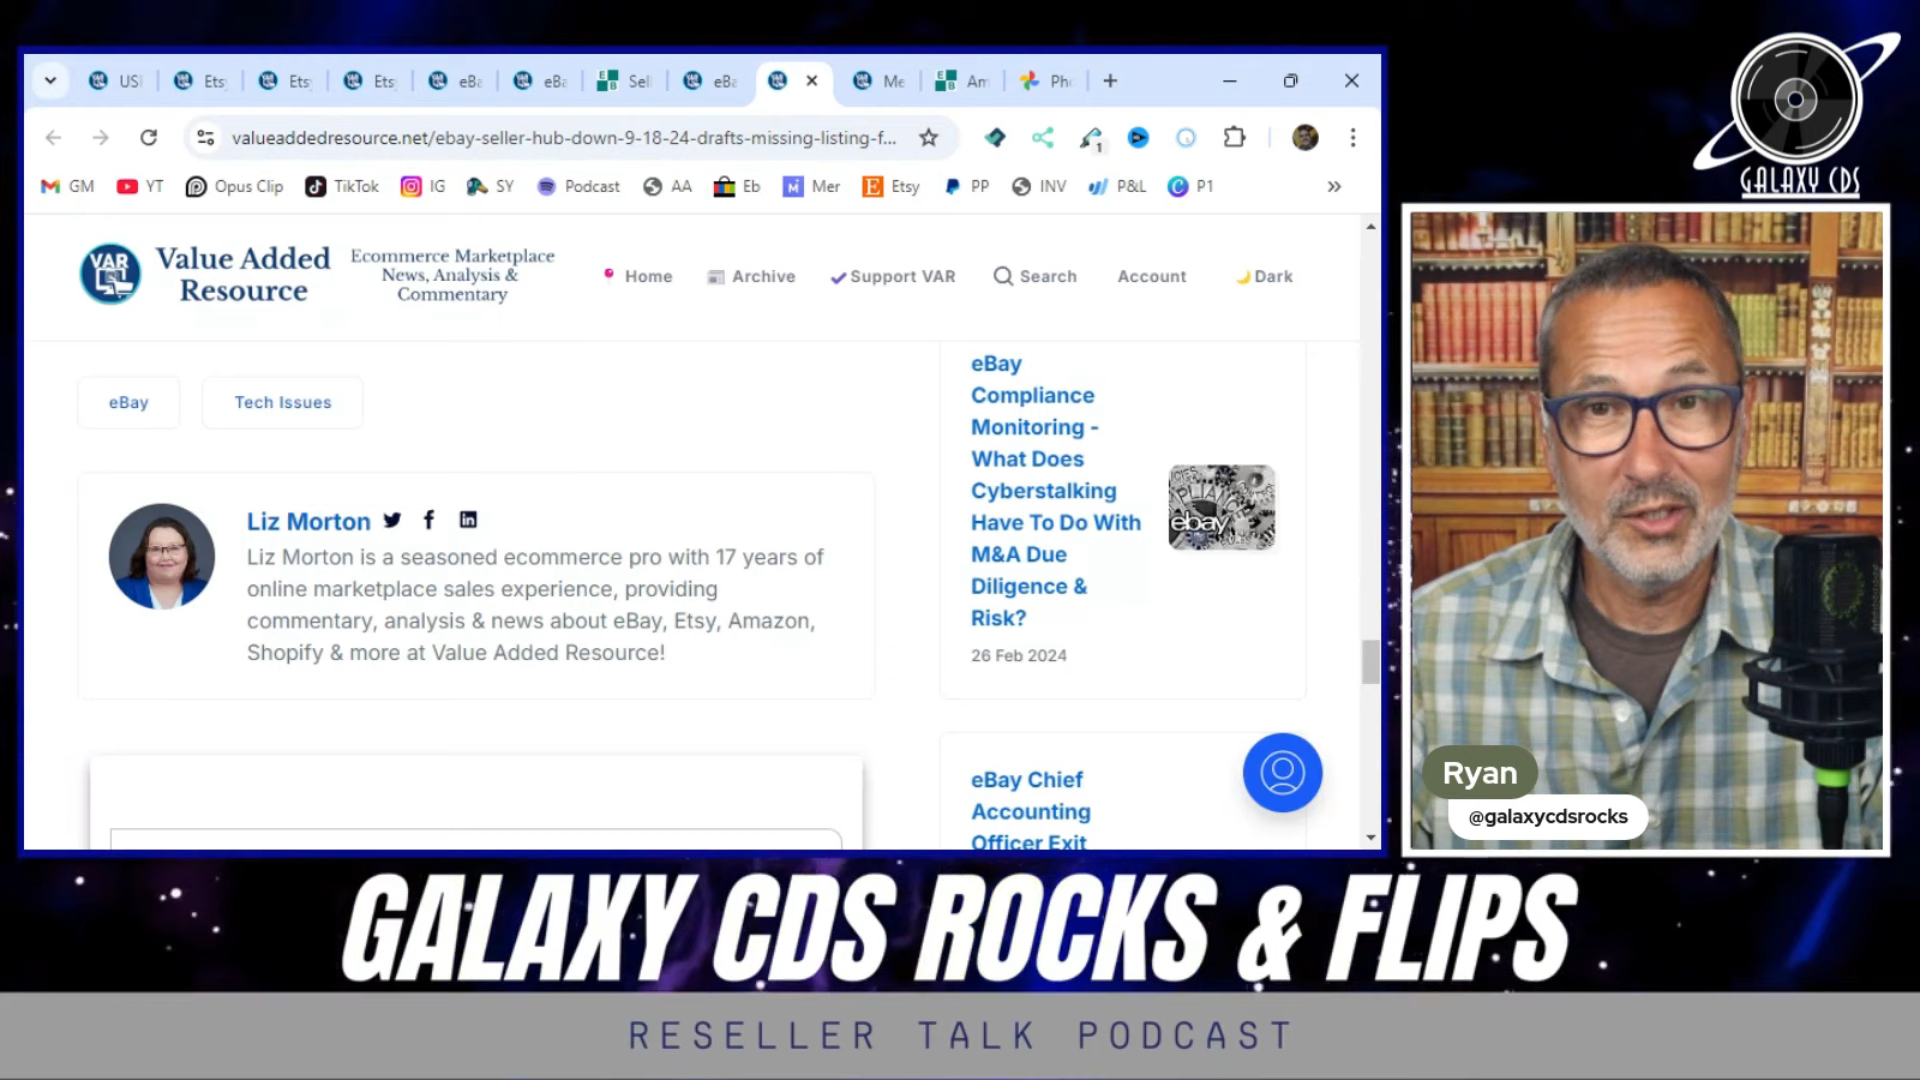 USI
Ets
Ets
Ets
eBa
eBa
Sel
eBa
Me
Am
Pho
valueaddedresource.net/ebay-seller-hub-down-9-18-24-drafts-missing-listing-f...
1
GM
YT
Opus Clip
TikTok
IG
SY
Podcast
AA
Eb
Mer
Etsy
PP
INV
P&L
P1
VAR
Value Added
Resource
Ecommerce Marketplace
News, Analysis &
Commentary
Home
Archive
Support VAR
Search
Account
Dark
eBay
Tech Issues
Liz Morton
Liz Morton is a seasoned ecommerce pro with 17 years of
online marketplace sales experience, providing
commentary, analysis & news about eBay, Etsy, Amazon,
Shopify & more at Value Added Resource!
eBay
Compliance
Monitoring -
What Does
Cyberstalking
Have To Do With
M&A Due
Diligence &
Risk?
26 Feb 2024
ebay
eBay Chief
Accounting
Officer Exit
GALAXY CDS
Ryan
@galaxycdsrocks
GALAXY CDS ROCKS & FLIPS
RESELLER TALK PODCAST